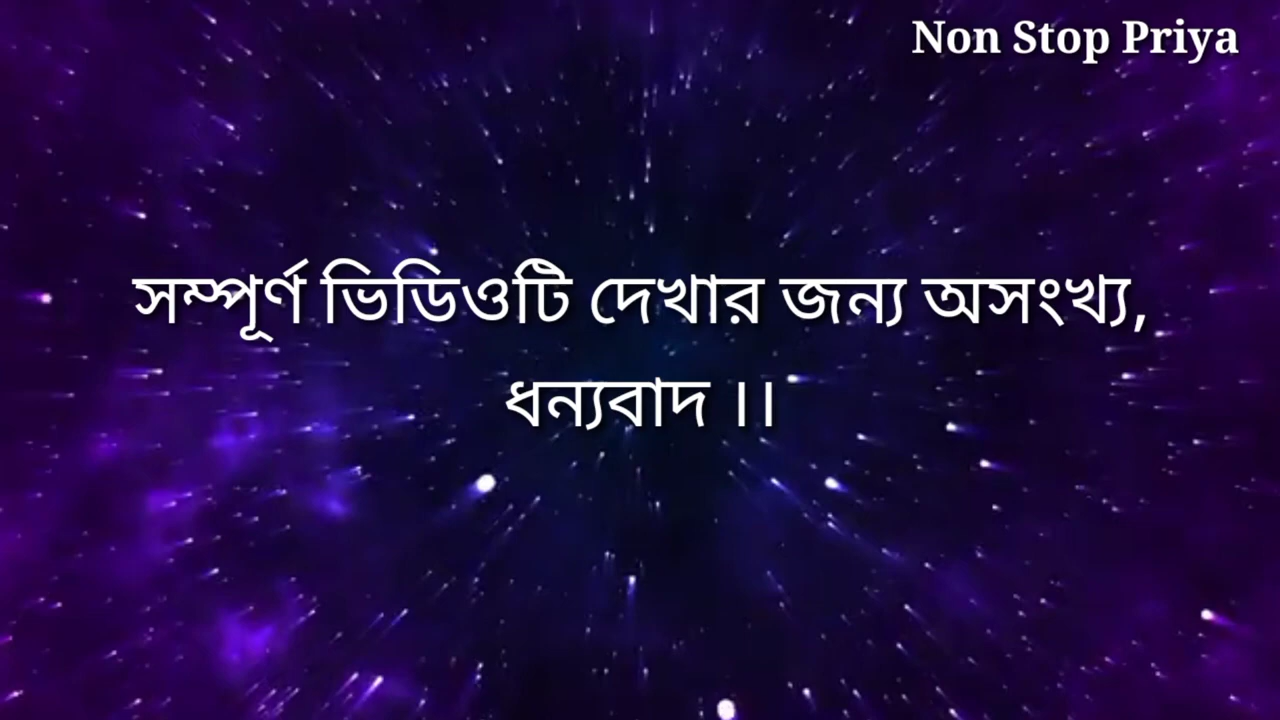 Non Stop Priya
সম্পূর্ণ ভিডিওটি দেখার জন্য অসংখ্য,
ধন্যবাদ ।।